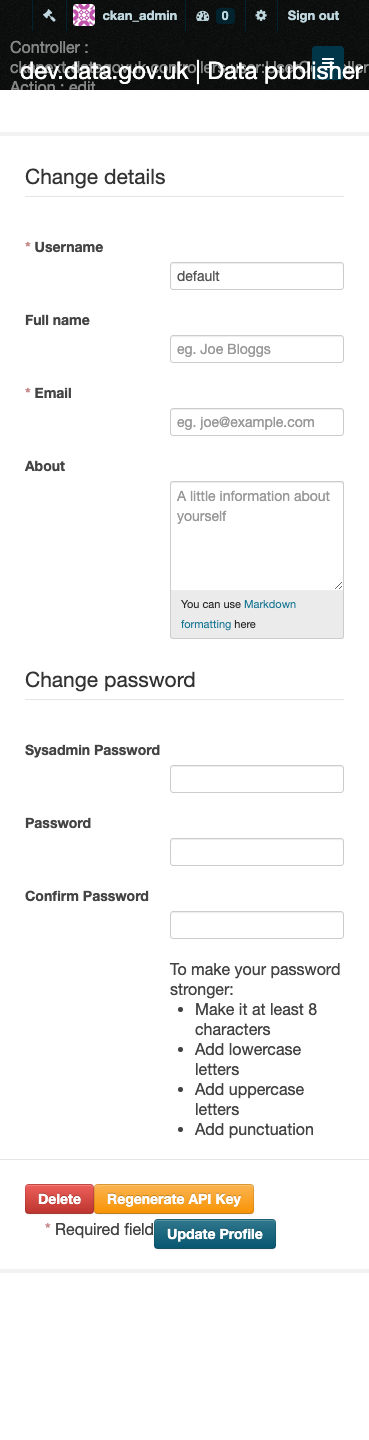 ckan_admin 0 Sign out
Controller :
dev.data.gov.uk | Data publisher
Action : edit
Change details
* Username
default
Full name
eg. Joe Bloggs
* Email
eg. joe@example.com
About
A little information about
yourself
You can use Markdown
formatting here
Change password
Sysadmin Password
Password
Confirm Password
To make your password
stronger:
• Make it at least 8
characters
• Add lowercase
letters
• Add uppercase
letters
• Add punctuation
Delete Regenerate API Key
* Required field Update Profile